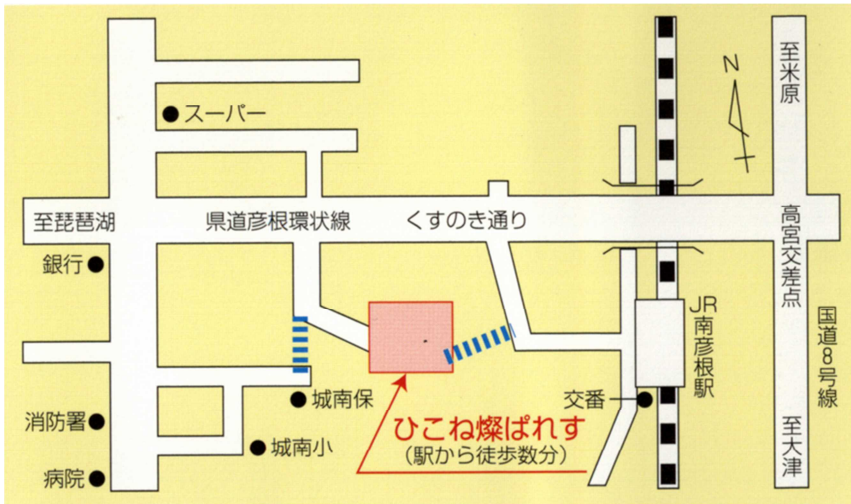 スーパー
N
至米原
至琵琶湖
県道彦根環状線
くすのき通り
高宮交差点
銀行
JR
南彦根駅
国道8号線
城南保
交番
消防署
ひこね燦ぱれす
(駅から徒歩数分)
至大津
城南小
病院